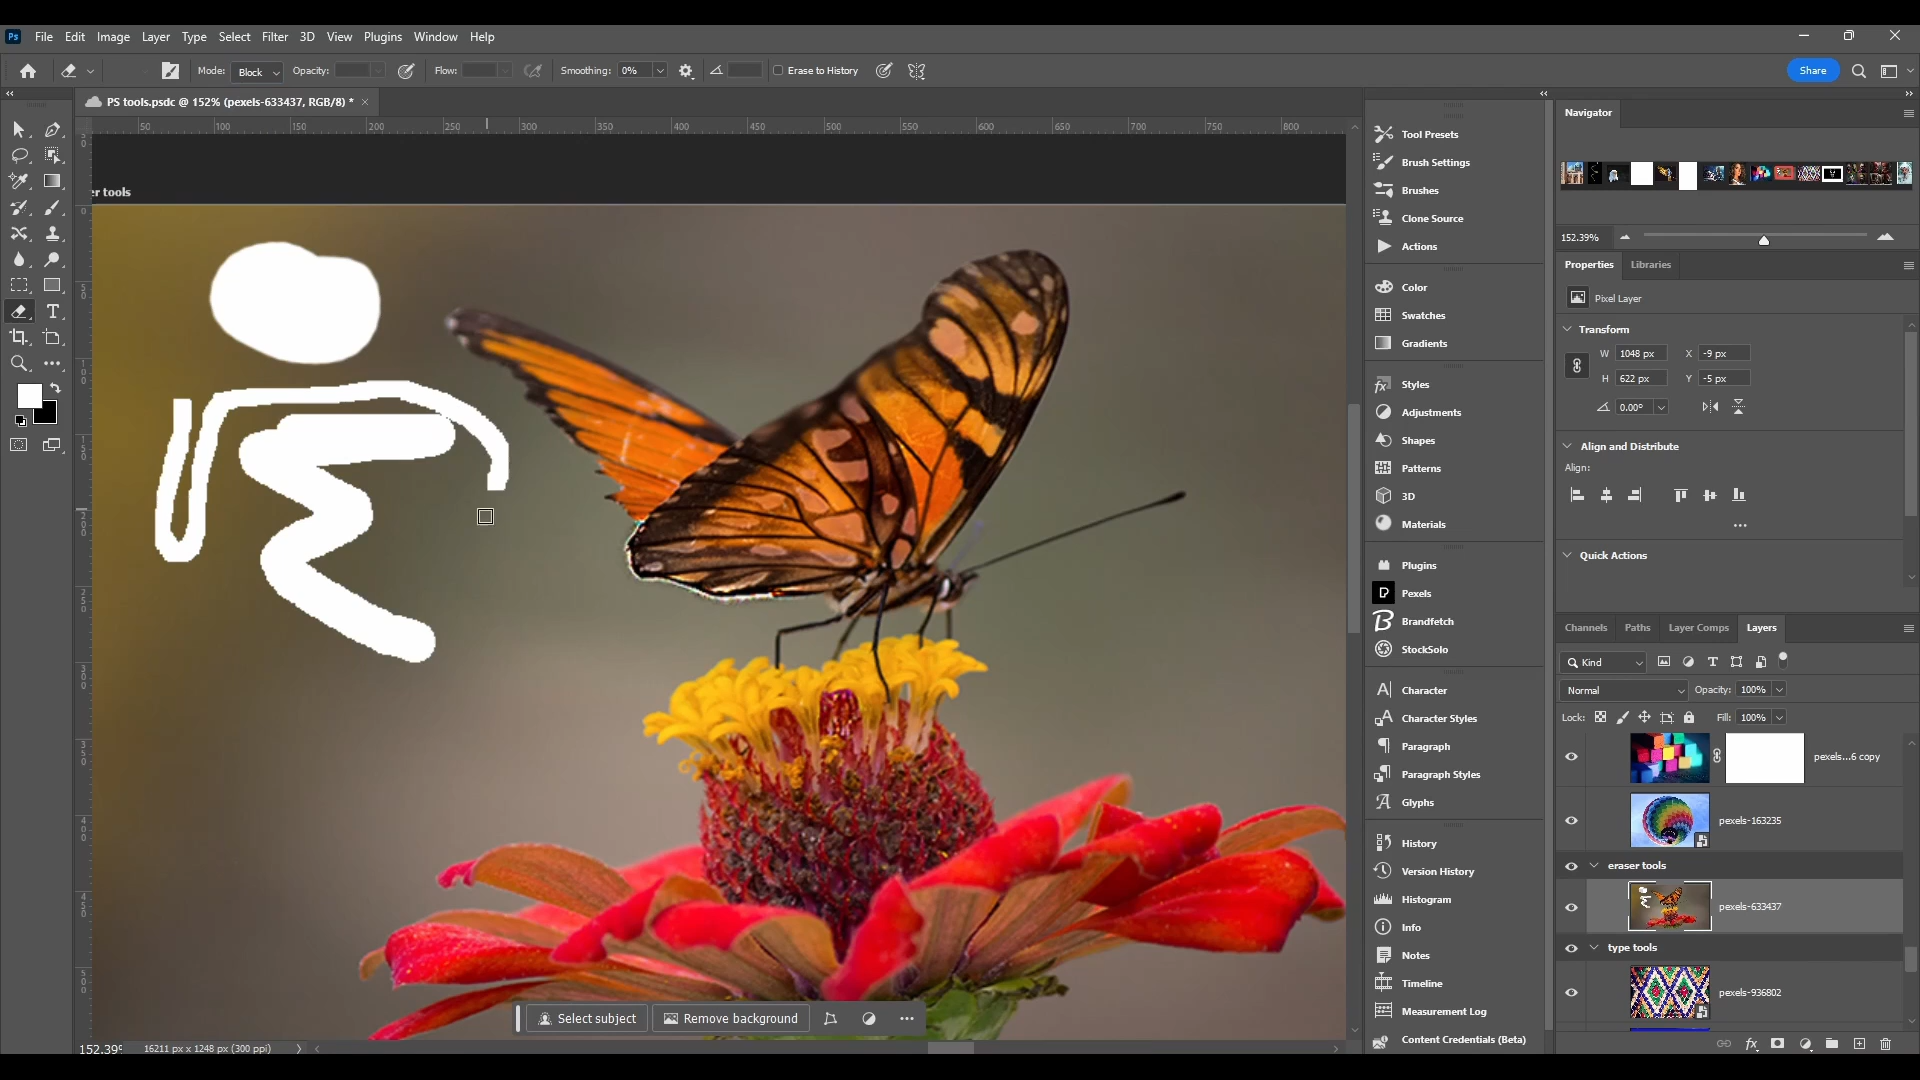 Ps File Edit Image Layer Type Select Filter 3D View Plugins Window Help
Mode: Block Opacity: Flow: Smoothing: 0% Erase to History Share
PS tools.psdc @ 152% (pexels-633437, RGB/8) * ×
50 100 150 200 250 300 350 400 450 500 550 600 650 700 750 800
er tools
Tool Presets
Brush Settings
Brushes
Clone Source
Actions
Color
Swatches
Gradients
Styles
Adjustments
Shapes
Patterns
3D
Materials
Plugins
Pexels
Brandfetch
StockSolo
Character
Character Styles
Paragraph
Paragraph Styles
Glyphs
History
Version History
Histogram
Info
Notes
Timeline
Measurement Log
Content Credentials (Beta)
Navigator
152.39%
Properties Libraries
Pixel Layer
Transform
W 1048 px X -9 px
H 622 px Y -5 px
0.00°
Align and Distribute
Align:
Quick Actions
Channels Paths Layer Comps Layers
Kind
Normal Opacity: 100%
Lock: Fill: 100%
pexels...6 copy
pexels-163235
eraser tools
pexels-633437
type tools
pexels-936802
Select subject Remove background
152.39% 16211 px x 1248 px (300 ppi)